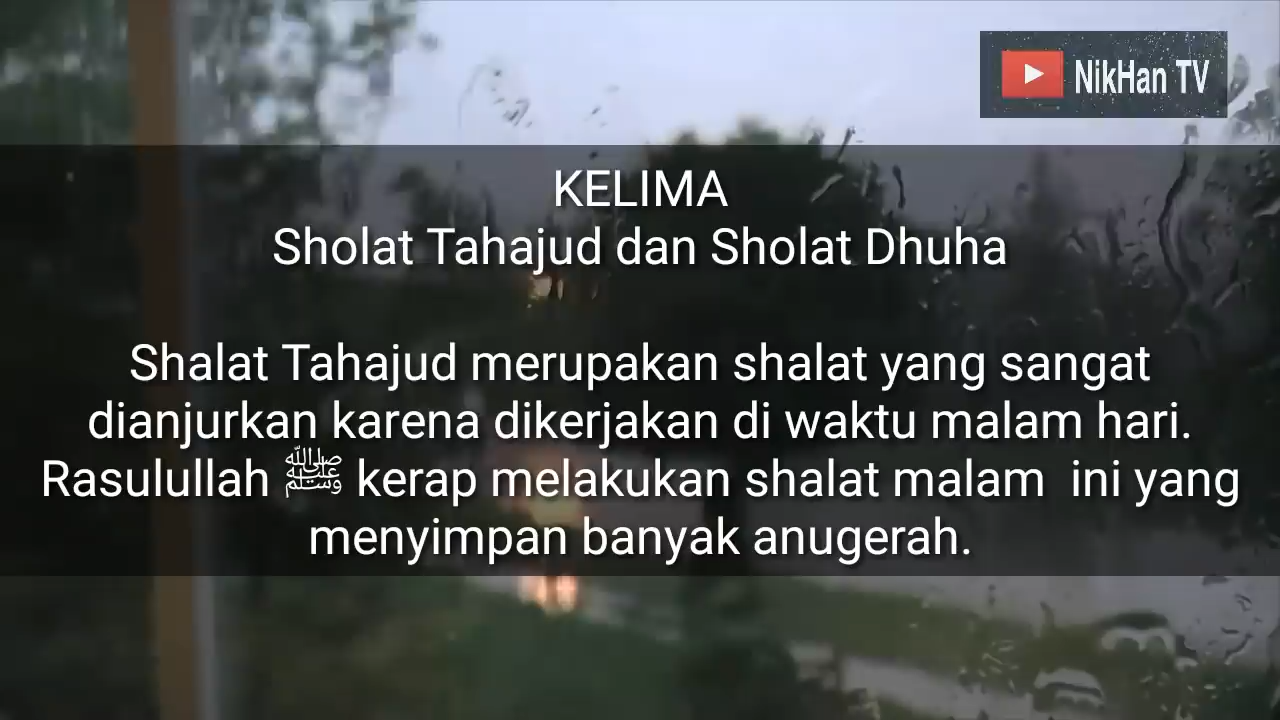 NikHan TV
KELIMA
Sholat Tahajud dan Sholat Dhuha
Shalat Tahajud merupakan shalat yang sangat
dianjurkan karena dikerjakan di waktu malam hari.
Rasulullah ﷺ kerap melakukan shalat malam  ini yang
menyimpan banyak anugerah.